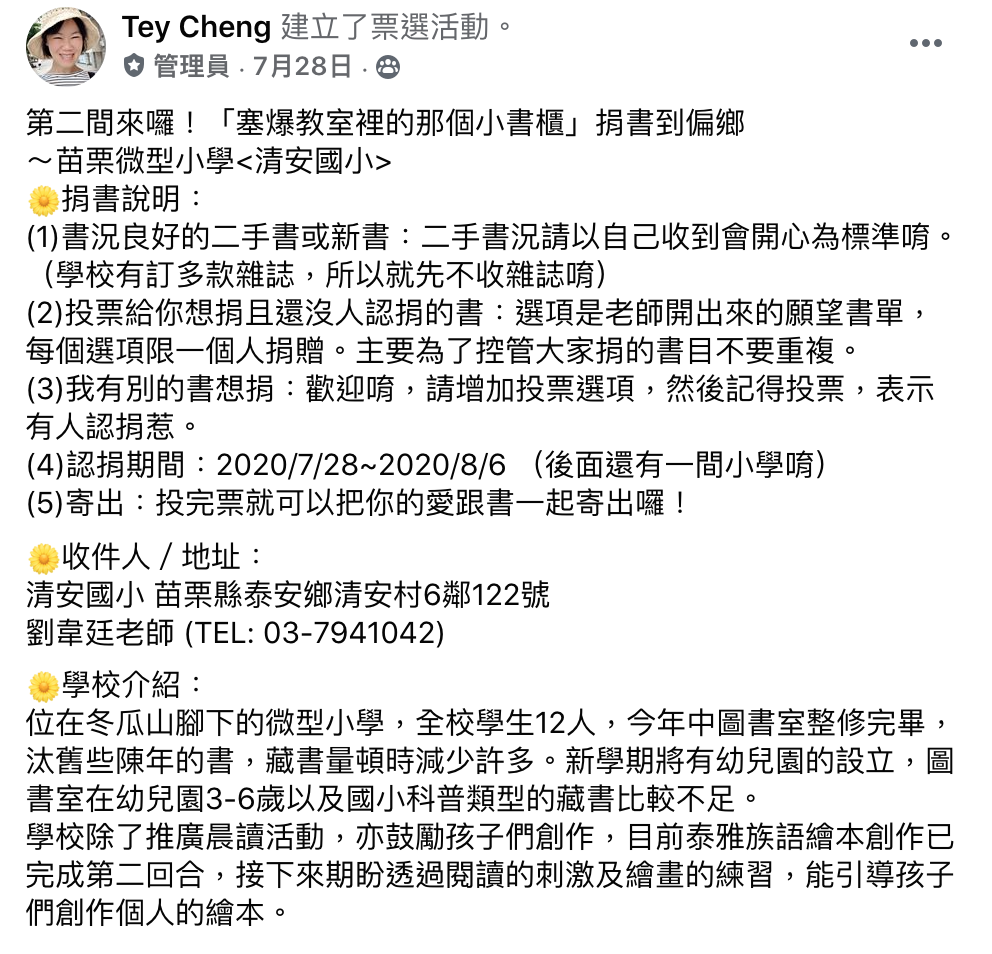 Tey Cheng 建立了票選活動。
管理員 · 7月28日 ·
第二間來囉！「塞爆教室裡的那個小書櫃」捐書到偏鄉
～苗栗微型小學<清安國小>
🌼捐書說明：
(1)書況良好的二手書或新書：二手書況請以自己收到會開心為標準唷。
（學校有訂多款雜誌，所以就先不收雜誌唷）
(2)投票給你想捐且還沒人認捐的書：選項是老師開出來的願望書單，
每個選項限一個人捐贈。主要為了控管大家捐的書目不要重複。
(3)我有別的書想捐：歡迎唷，請增加投票選項，然後記得投票，表示
有人認捐惹。
(4)認捐期間：2020/7/28~2020/8/6 （後面還有一間小學唷）
(5)寄出：投完票就可以把你的愛跟書一起寄出囉！
🌼收件人 / 地址：
清安國小 苗栗縣泰安鄉清安村6鄰122號
劉韋廷老師 (TEL: 03-7941042)
🌼學校介紹：
位在冬瓜山腳下的微型小學，全校學生12人，今年中圖書室整修完畢，
汰舊些陳年的書，藏書量頓時減少許多。新學期將有幼兒園的設立，圖
書室在幼兒園3-6歲以及國小科普類型的藏書比較不足。
學校除了推廣晨讀活動，亦鼓勵孩子們創作，目前泰雅族語繪本創作已
完成第二回合，接下來期盼透過閱讀的刺激及繪畫的練習，能引導孩子
們創作個人的繪本。